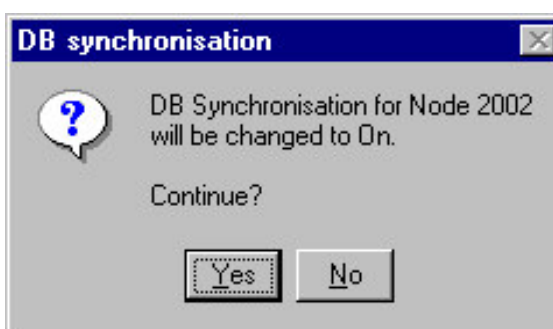 DB synchronisation
DB Synchronisation for Node 2002
will be changed to On.
Continue?
Yes No